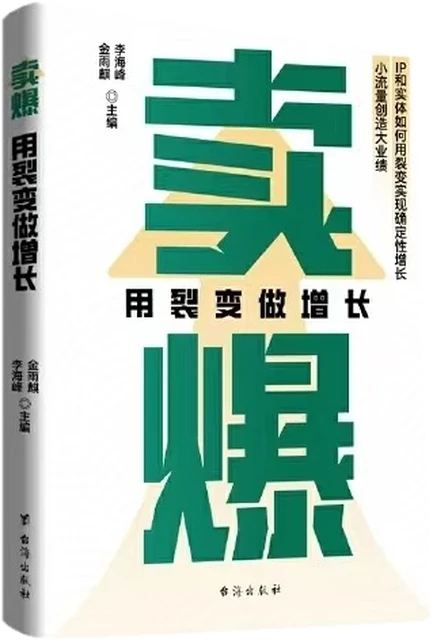 卖爆
用裂变做增长
金雨麒
李海峰
◎主编
台海出版社
李海峰
金雨麒
◎主编
IP和实体如何用裂变实现确定性增长
小流量创造大业绩
卖
用裂变做增长
爆
台海出版社